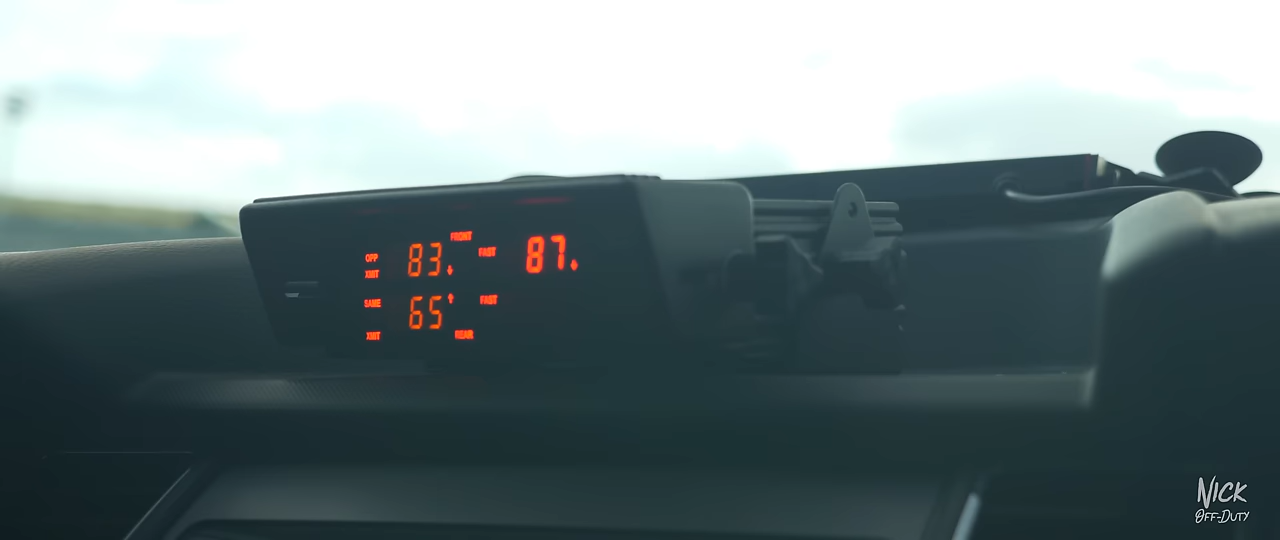 FRONT
OPP 83 FAST 87
XMIT
SAME 65 FAST
XMIT REAR
NICK
OFF-DUTY